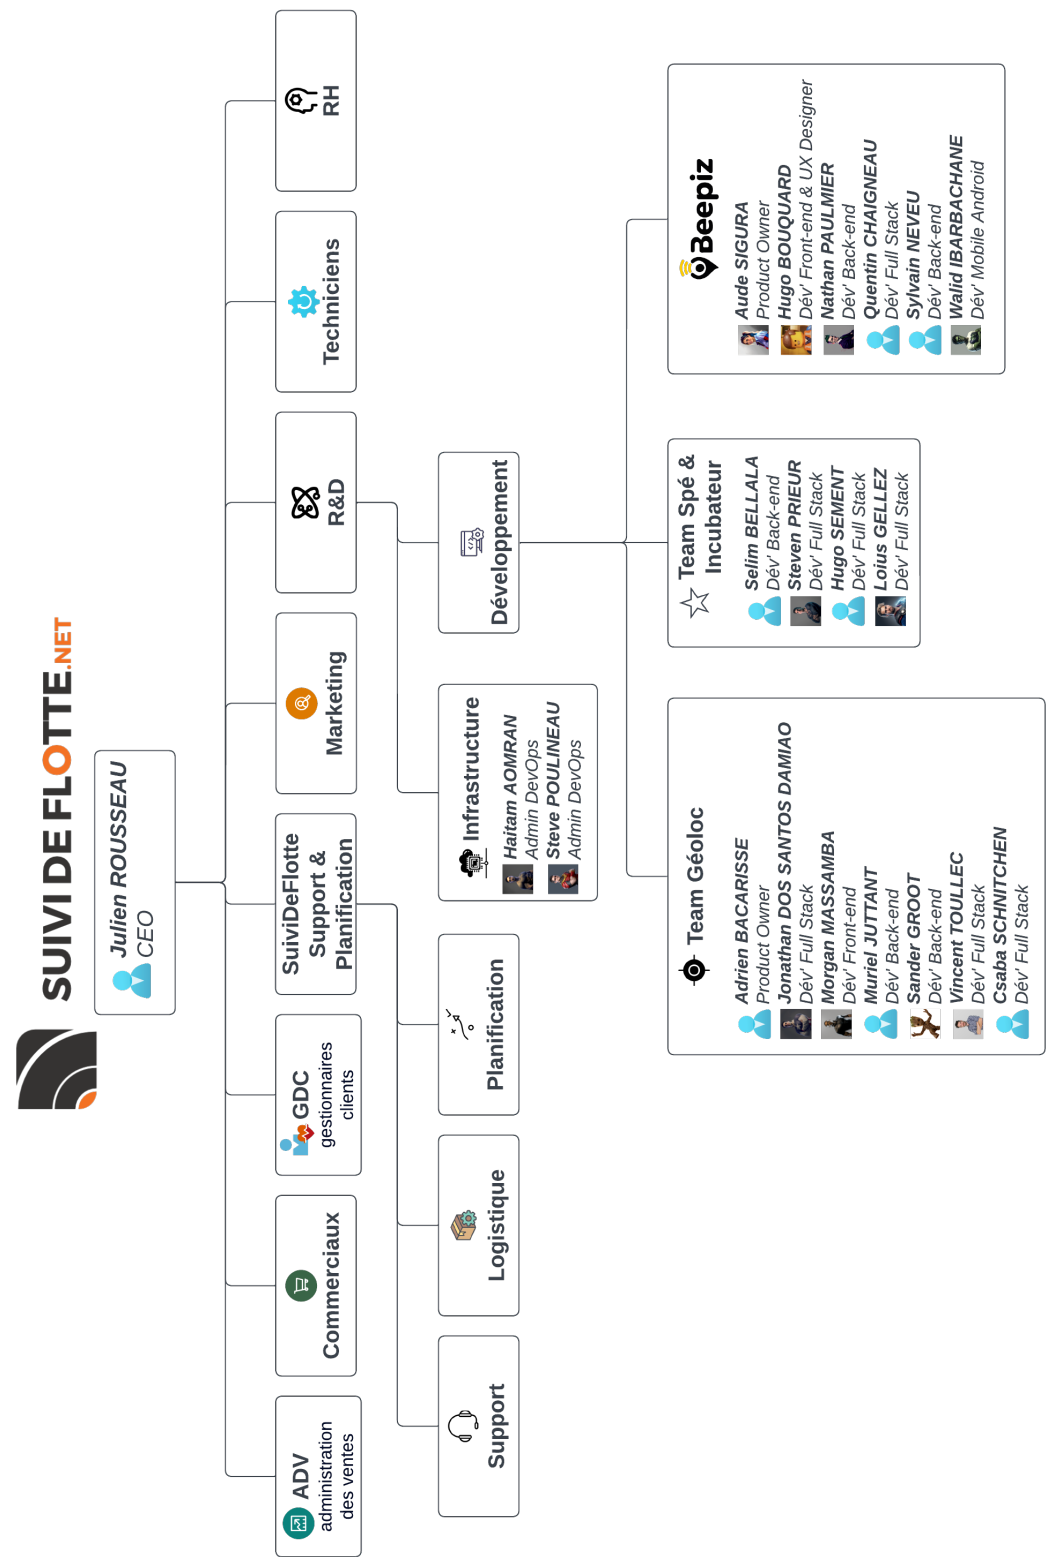 SUIVI DE FLOTTE.NET
Julien ROUSSEAU
CEO
ADV
administration
des ventes
Commerciaux
GDC
gestionnaires
clients
SuiviDeFlotte
Support &
Planification
Marketing
R&D
Techniciens
RH
Support
Logistique
Planification
Infrastructure
Haitam AOMRAN
Admin DevOps
Steve POULINEAU
Admin DevOps
Développement
Team Géoloc
Adrien BACARISSE
Product Owner
Jonathan DOS SANTOS DAMIAO
Dév' Full Stack
Morgan MASSAMBA
Dév' Front-end
Muriel JUTTANT
Dév' Back-end
Sander GROOT
Dév' Back-end
Vincent TOULLEC
Dév' Full Stack
Csaba SCHNITCHEN
Dév' Full Stack
Team Spé &
Incubateur
Selim BELLALA
Dév' Back-end
Steven PRIEUR
Dév' Full Stack
Hugo SEMENT
Dév' Full Stack
Loius GELLEZ
Dév' Full Stack
Beepiz
Aude SIGURA
Product Owner
Hugo BOUQUARD
Dév' Front-end & UX Designer
Nathan PAULMIER
Dév' Back-end
Quentin CHAIGNEAU
Dév' Full Stack
Sylvain NEVEU
Dév' Back-end
Walid IBARBACHANE
Dév' Mobile Android